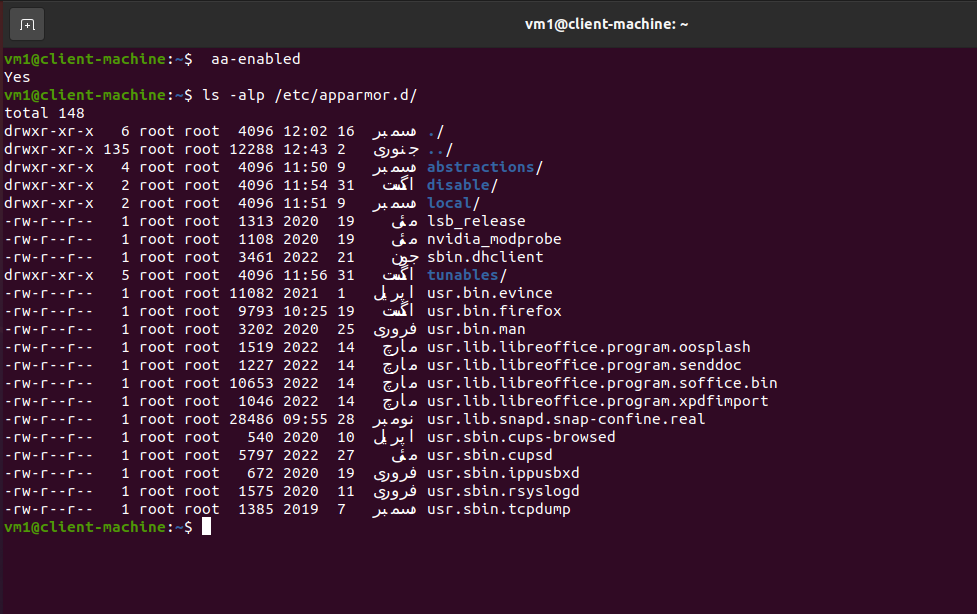 vm1@client-machine: ~
vm1@client-machine:~$  aa-enabled
Yes
vm1@client-machine:~$ ls -alp /etc/apparmor.d/
total 148
drwxr-xr-x   6 root root  4096 12:02 16  دسمبر ./
drwxr-xr-x 135 root root 12288 12:43 2   جنوری ../
drwxr-xr-x   4 root root  4096 11:50 9   دسمبر abstractions/
drwxr-xr-x   2 root root  4096 11:54 31   اگست disable/
drwxr-xr-x   2 root root  4096 11:51 9   دسمبر local/
-rw-r--r--   1 root root  1313 2020  19    مئی lsb_release
-rw-r--r--   1 root root  1108 2020  19    مئی nvidia_modprobe
-rw-r--r--   1 root root  3461 2022  21    جون sbin.dhclient
drwxr-xr-x   5 root root  4096 11:56 31   اگست tunables/
-rw-r--r--   1 root root 11082 2021  1   اپریل usr.bin.evince
-rw-r--r--   1 root root  9793 10:25 19   اگست usr.bin.firefox
-rw-r--r--   1 root root  3202 2020  25  فروری usr.bin.man
-rw-r--r--   1 root root  1519 2022  14   مارچ usr.lib.libreoffice.program.oosplash
-rw-r--r--   1 root root  1227 2022  14   مارچ usr.lib.libreoffice.program.senddoc
-rw-r--r--   1 root root 10653 2022  14   مارچ usr.lib.libreoffice.program.soffice.bin
-rw-r--r--   1 root root  1046 2022  14   مارچ usr.lib.libreoffice.program.xpdfimport
-rw-r--r--   1 root root 28486 09:55 28  نومبر usr.lib.snapd.snap-confine.real
-rw-r--r--   1 root root   540 2020  10  اپریل usr.sbin.cups-browsed
-rw-r--r--   1 root root  5797 2022  27    مئی usr.sbin.cupsd
-rw-r--r--   1 root root   672 2020  19  فروری usr.sbin.ippusbxd
-rw-r--r--   1 root root  1575 2020  11  فروری usr.sbin.rsyslogd
-rw-r--r--   1 root root  1385 2019  7   دسمبر usr.sbin.tcpdump
vm1@client-machine:~$